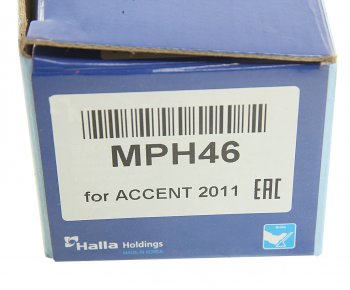 MPH46
for ACCENT 2011 EAC
Halla Holdings
MADE IN KOREA